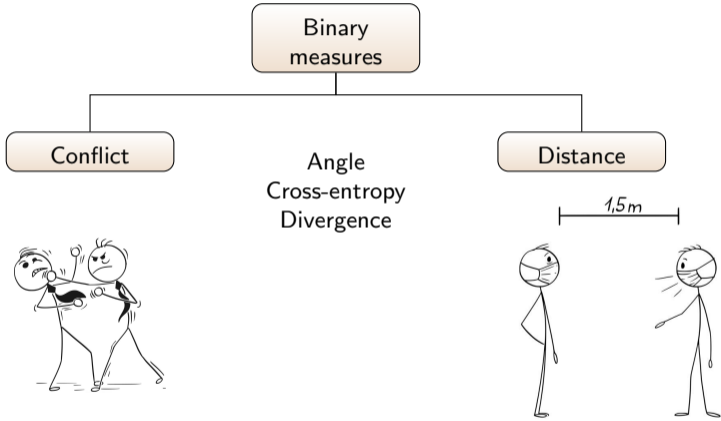 Binary
measures
Conflict
Angle
Cross-entropy
Divergence
Distance
1,5m